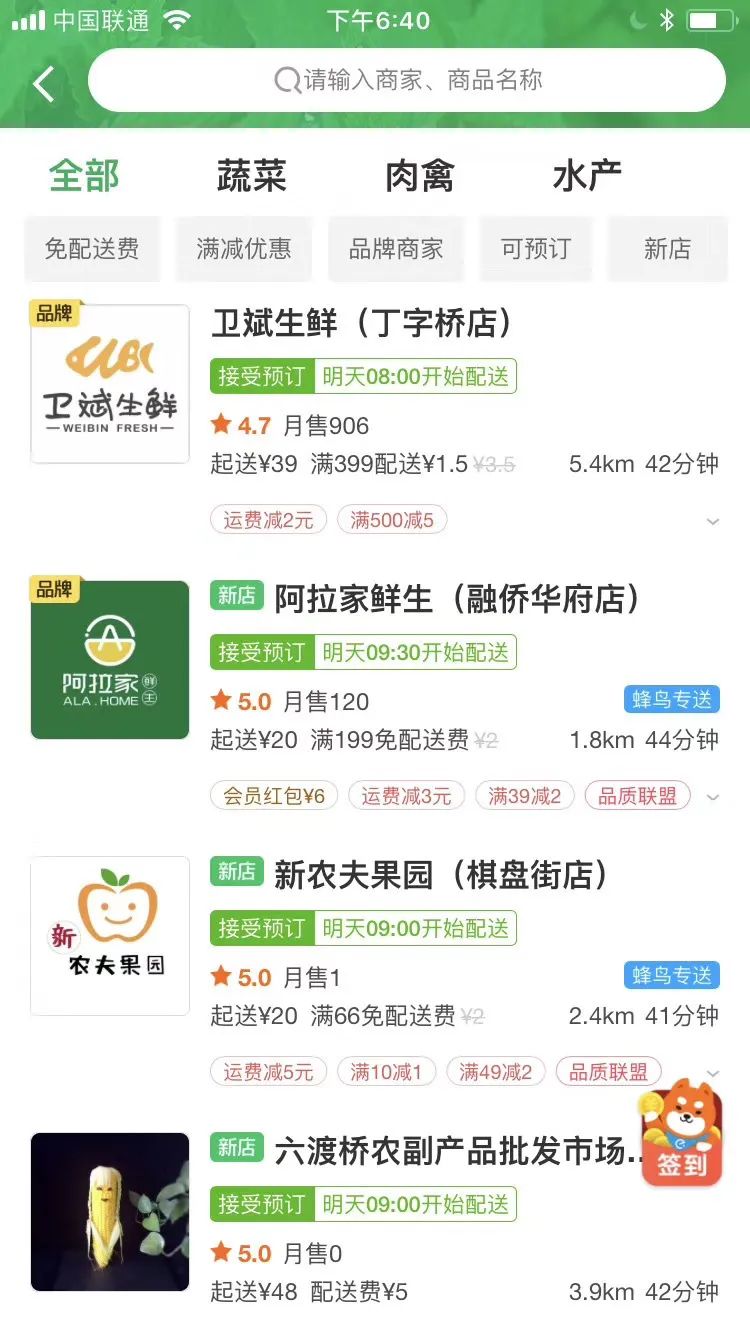 中国联通
下午6:40
请输入商家、商品名称
全部 蔬菜 肉禽 水产
免配送费 满减优惠 品牌商家 可预订 新店
品牌
卫斌生鲜
WEIBIN FRESH
卫斌生鲜（丁字桥店）
接受预订 明天08:00开始配送
4.7 月售906
起送¥39 满399配送¥1.5 ¥3.5 5.4km 42分钟
运费减2元 满500减5
品牌
阿拉家 鲜生
ALA.HOME
新店 阿拉家鲜生（融侨华府店）
接受预订 明天09:30开始配送
5.0 月售120 蜂鸟专送
起送¥20 满199免配送费 ¥2 1.8km 44分钟
会员红包¥6 运费减3元 满39减2 品质联盟
新
农夫果园
新店 新农夫果园（棋盘街店）
接受预订 明天09:00开始配送
5.0 月售1 蜂鸟专送
起送¥20 满66免配送费 ¥2 2.4km 41分钟
运费减5元 满10减1 满49减2 品质联盟
签到
新店 六渡桥农副产品批发市场...
接受预订 明天09:00开始配送
5.0 月售0
起送¥48 配送费¥5 3.9km 42分钟